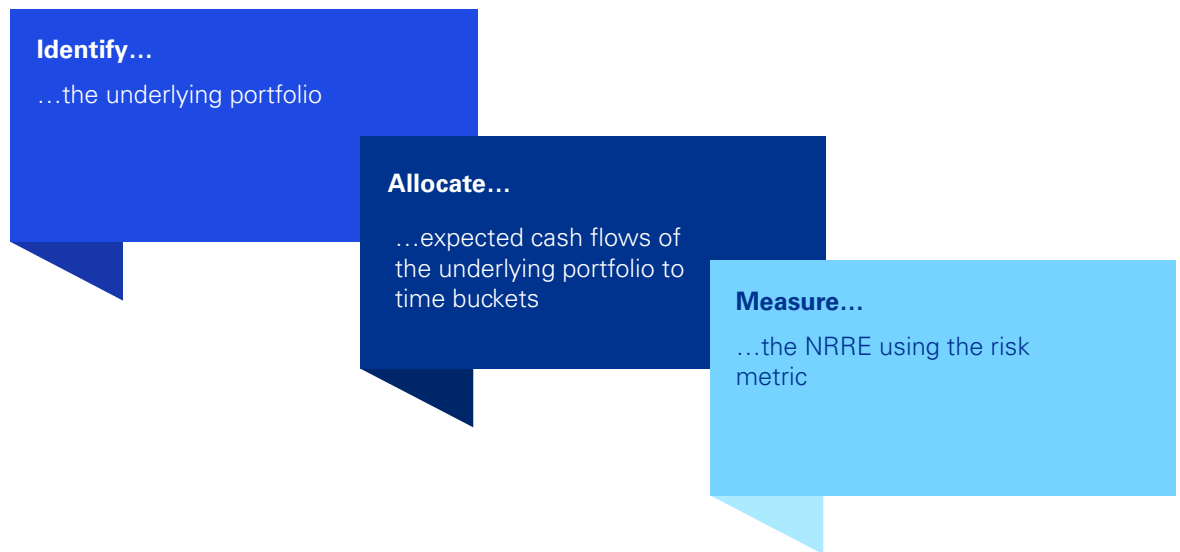 Identify…
…the underlying portfolio
Allocate…
…expected cash flows of
the underlying portfolio to
time buckets
Measure…
…the NRRE using the risk
metric